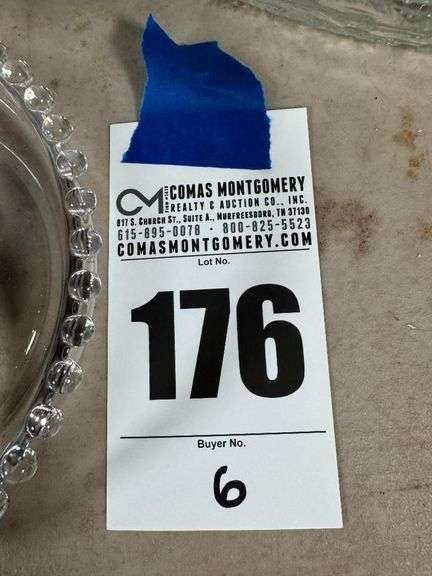 CM COMAS MONTGOMERY
REALTY & AUCTION CO., INC.
817 S. CHURCH ST., SUITE A., MURFREESBORO, TN 37130
615-895-0078 · 800-825-5523
COMASMONTGOMERY.COM
Lot No.
176
Buyer No.
6